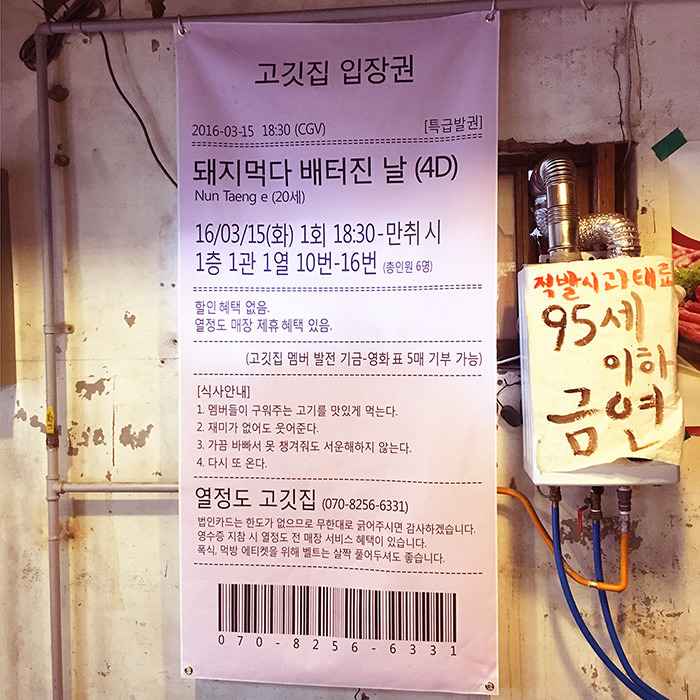 고깃집 입장권
2016-03-15 18:30 (CGV) [특급발권]
돼지먹다 배터진 날 (4D)
Nun Taeng e (20세)
16/03/15(화) 1회 18:30-만취 시
1층 1관 1열 10번-16번 (총인원 6명)
할인 혜택 없음.
열정도 매장 제휴 혜택 있음.
(고깃집 멤버 발전 기금-영화 표 5매 기부 가능)
[식사안내]
1. 멤버들이 구워주는 고기를 맛있게 먹는다.
2. 재미가 없어도 웃어준다.
3. 가끔 바빠서 못 챙겨줘도 서운해하지 않는다.
4. 다시 또 온다.
열정도 고깃집 (070-8256-6331)
법인카드는 한도가 없으므로 무한대로 긁어주시면 감사하겠습니다.
영수증 지참 시 열정도 전 매장 서비스 혜택이 있습니다.
폭식, 먹방 에티켓을 위해 벨트는 살짝 풀어두셔도 좋습니다.
070-8256-6331
적발시 과태료
95세
이하
금연